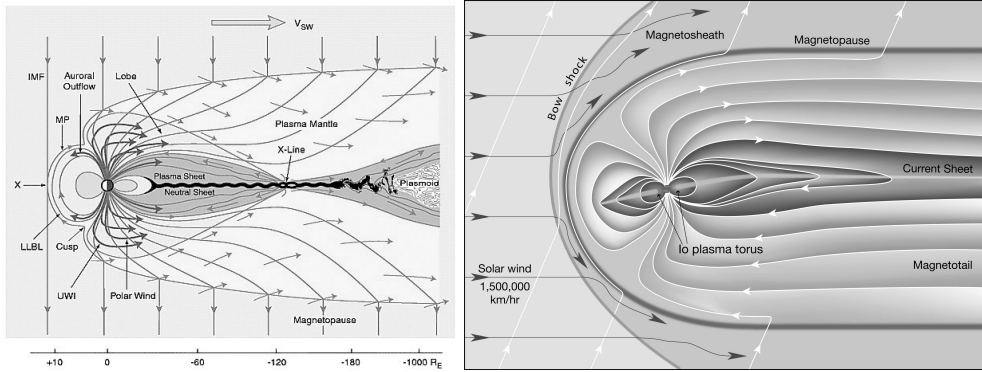 V_SW
IMF
Auroral
Outflow
Lobe
MP
Plasma Mantle
X-Line
X
Plasma Sheet
Neutral Sheet
Plasmoid
LLBL
Cusp
UWI
Polar Wind
Magnetopause
+10 0 -60 -120 -180 -1000 R_E
Magnetosheath
Magnetopause
Bow shock
Current Sheet
Io plasma torus
Solar wind
1,500,000
km/hr
Magnetotail